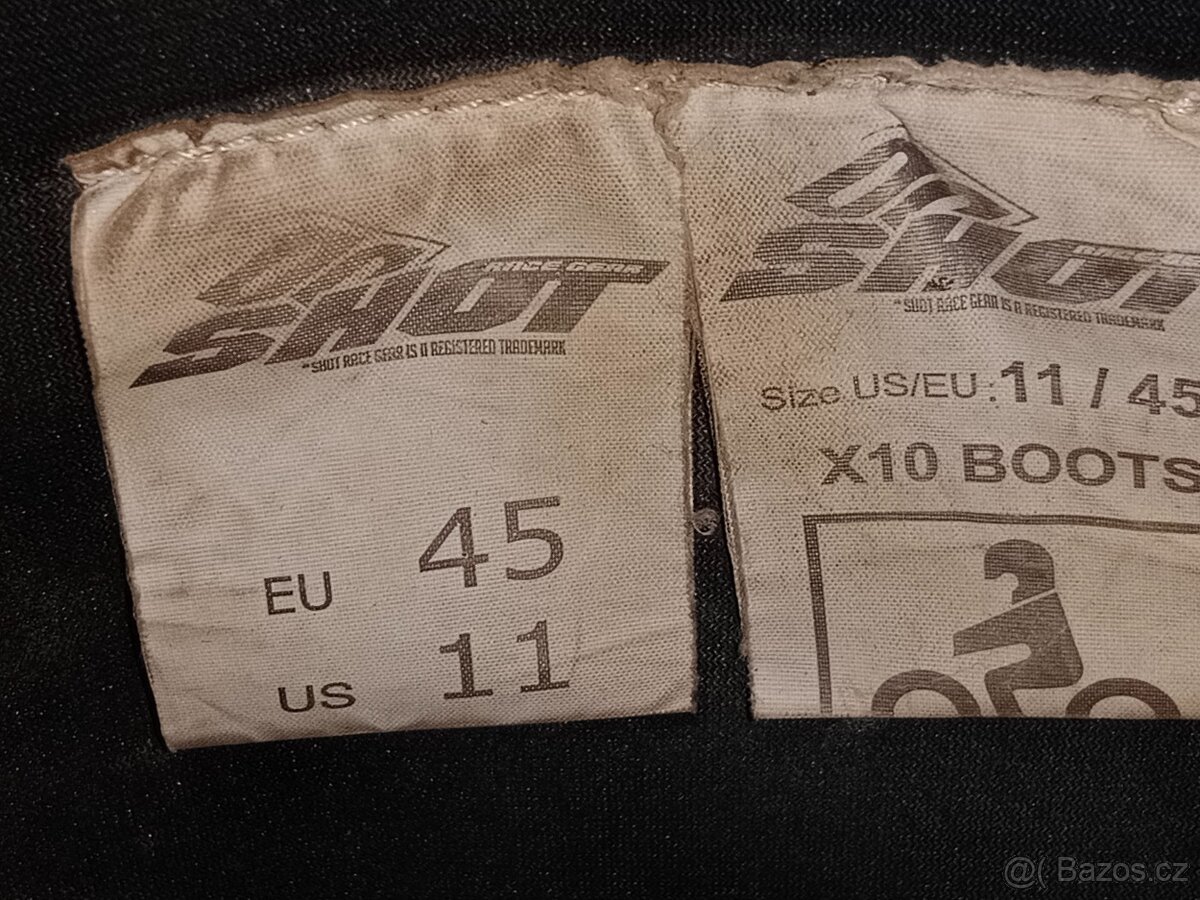 SHOT
RACE GEAR
"SHOT RACE GEAR IS A REGISTERED TRADEMARK
EU 45
US 11
SHOT
RACE GEAR
"SHOT RACE GEAR IS A REGISTERED TRADEMARK
Size US/EU: 11 / 45
X10 BOOTS
@( Bazos.cz